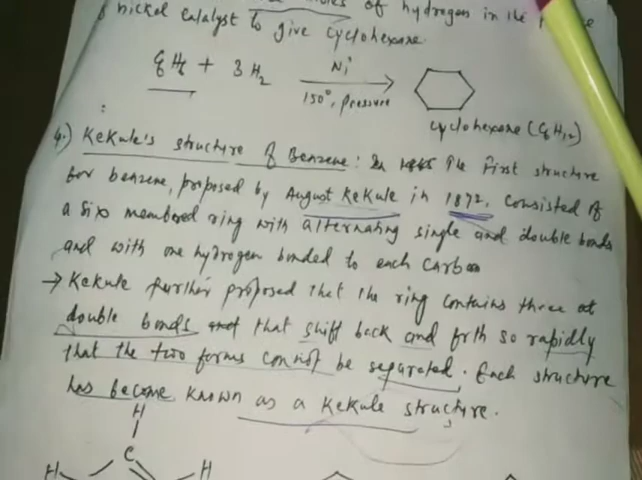 of hydrogen in the
nickel catalyst to give cyclohexane.
C6H6 + 3H2
Ni
150°, pressure
cyclohexane (C6H12)
4.) Kekule's structure of Benzene: The First structure
for benzene, proposed by August Kekule in 1872, consisted of
a six membered ring with alternating single and double bonds
and with one hydrogen bonded to each carbon
→ Kekule further proposed that the ring contains three
double bonds that shift back and forth so rapidly
that the two forms cannot be separated. Each structure
has become known as a Kekule structure.
H
C
H H